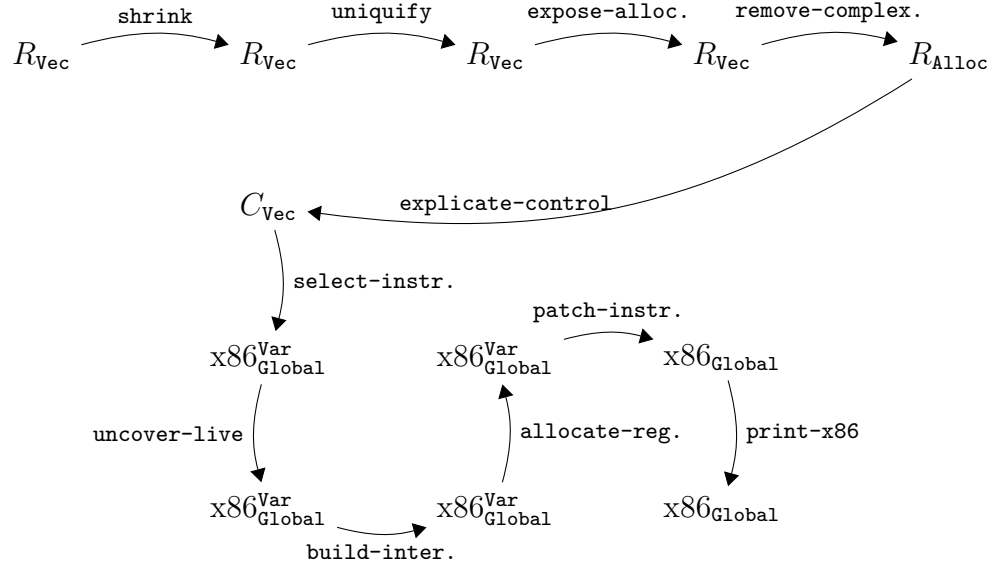 shrink uniquify expose-alloc. remove-complex.
R_Vec R_Vec R_Vec R_Vec R_Alloc
C_Vec explicate-control
select-instr.
patch-instr.
x86^Var_Global x86^Var_Global x86_Global
uncover-live allocate-reg. print-x86
x86^Var_Global x86^Var_Global x86_Global
build-inter.